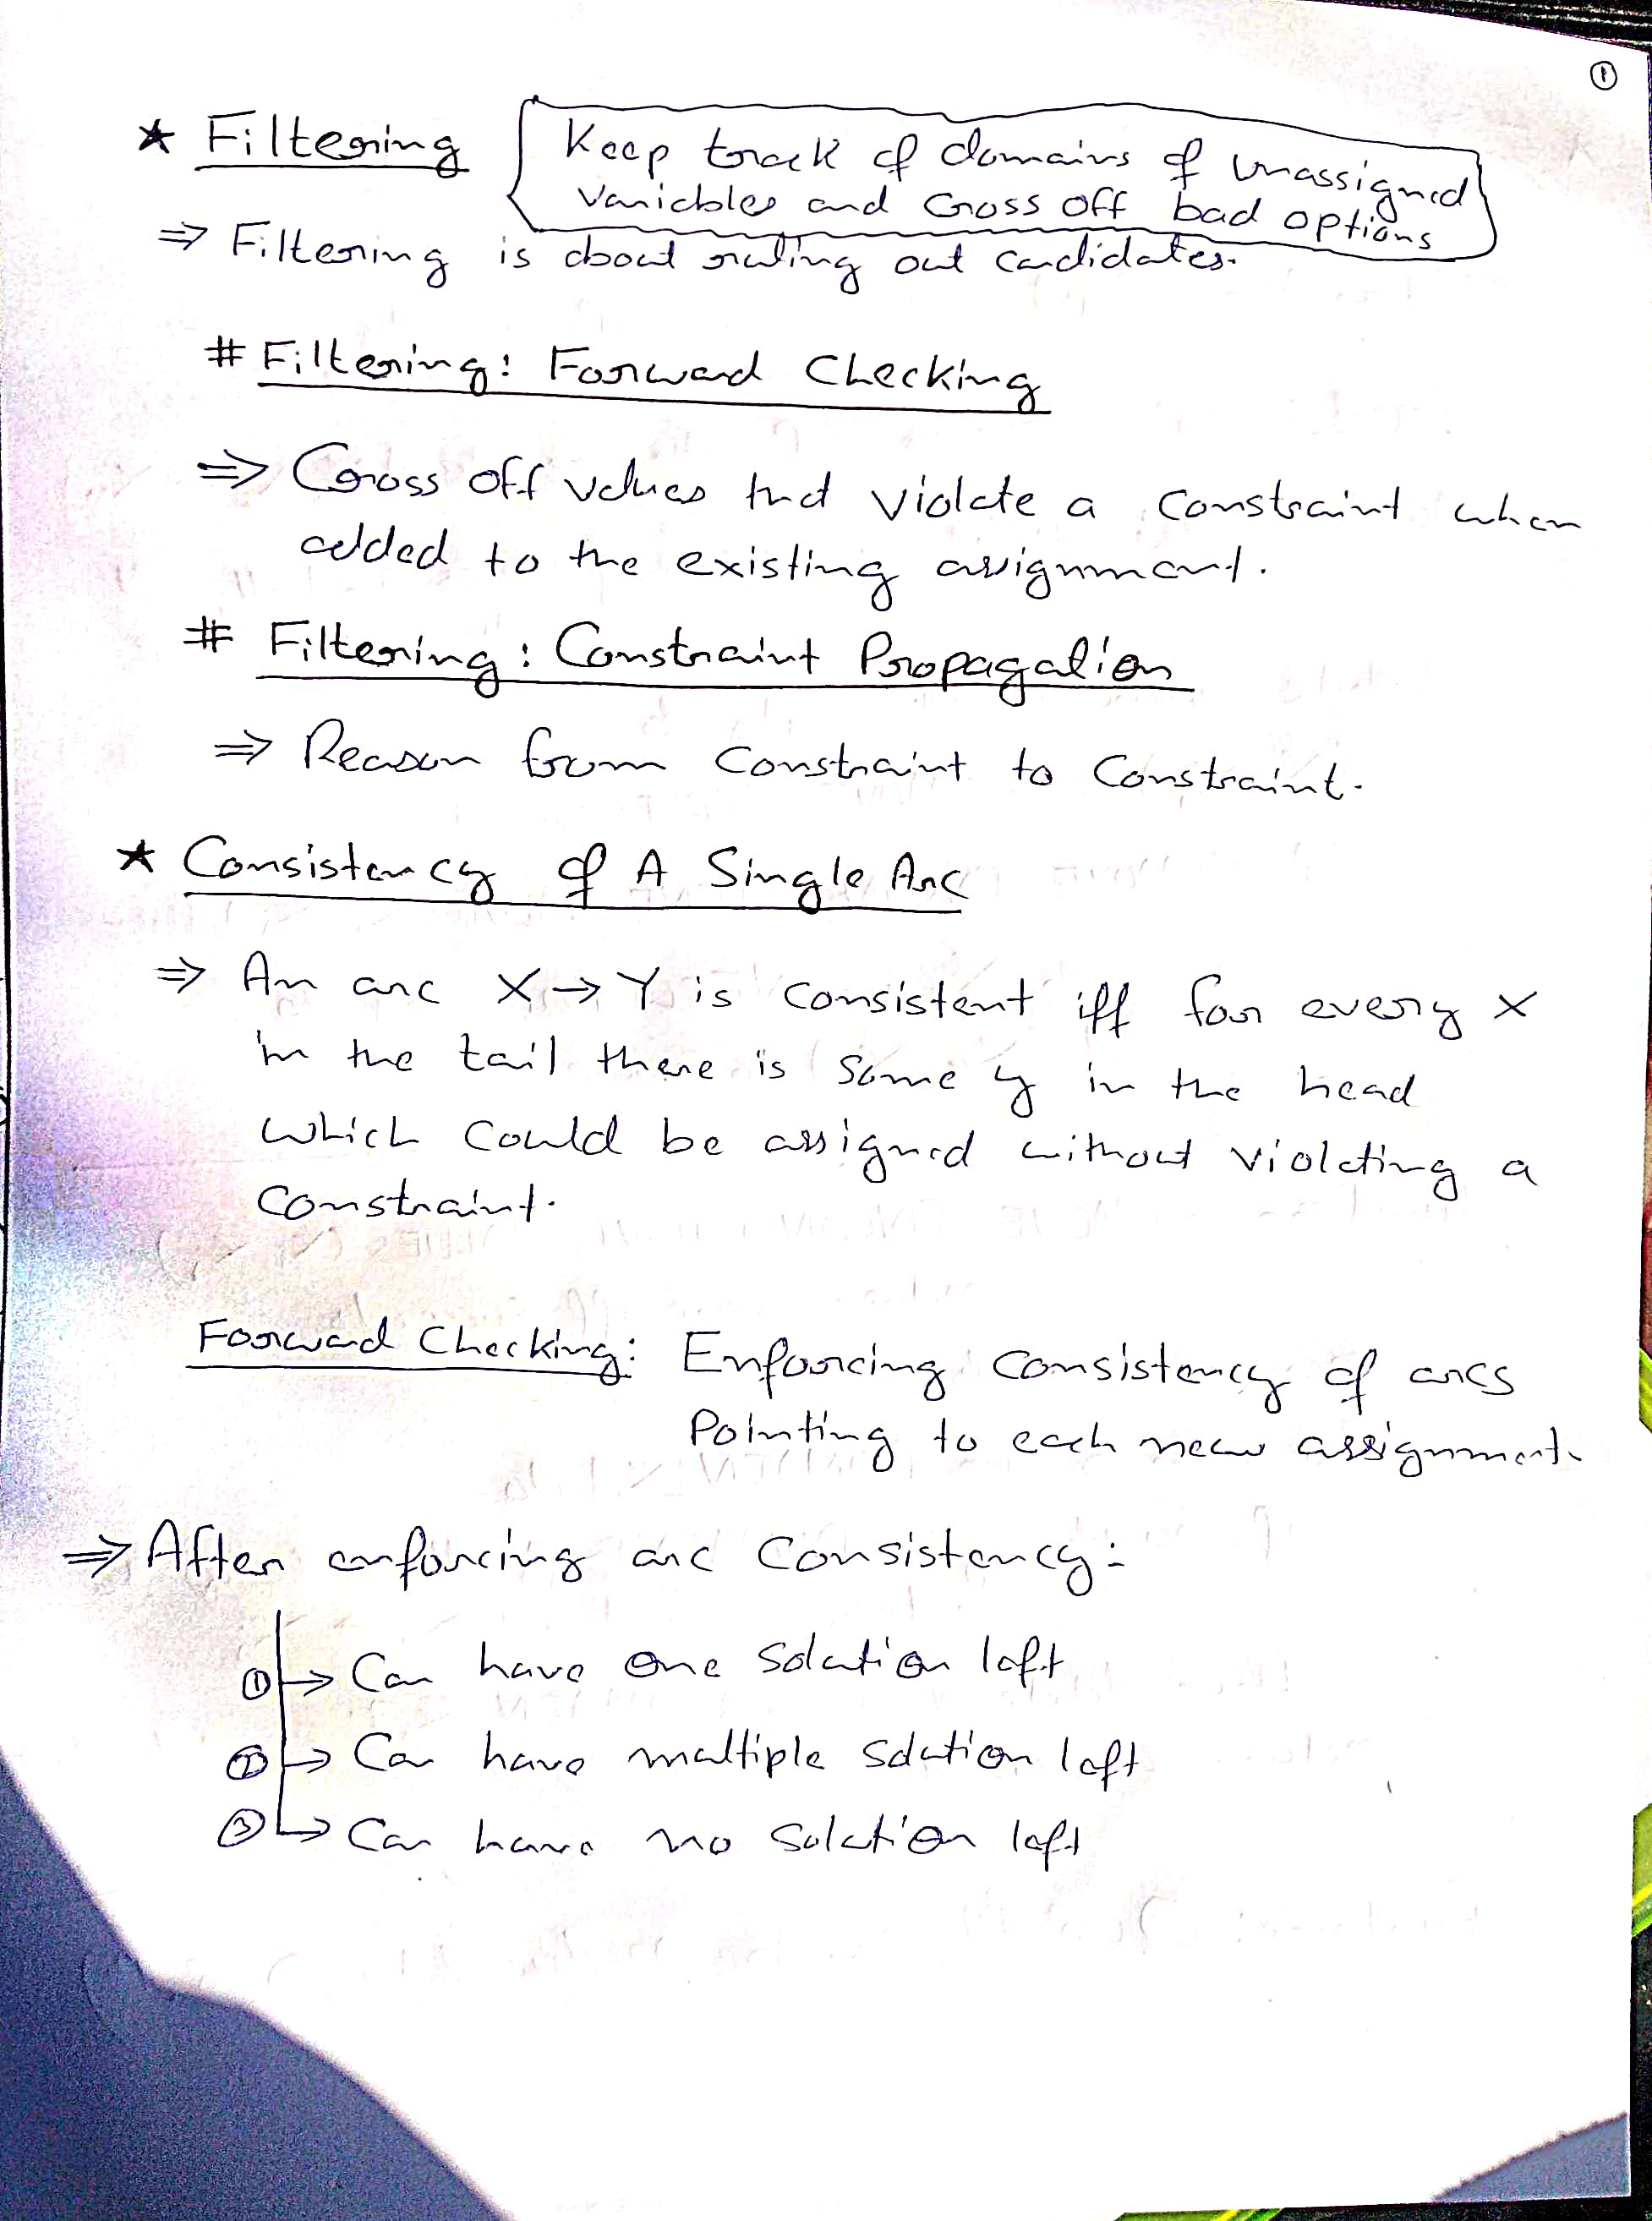 ①
★ Filtering
Keep track of domains of unassigned
variables and cross off bad options
⇒ Filtering is about ruling out candidates.
# Filtering: Forward Checking
⇒ Cross off values that violate a constraint when
added to the existing assignment.
# Filtering: Constraint Propagation
⇒ Reason from constraint to constraint.
★ Consistency of A Single Arc
⇒ An arc X → Y is consistent iff for every x
in the tail there is some y in the head
which could be assigned without violating a
constraint.
Forward Checking: Enforcing consistency of arcs
Pointing to each new assignment.
⇒ After enforcing arc consistency:
① → Can have one solution left
② → Can have multiple solution left
③ → Can have no solution left